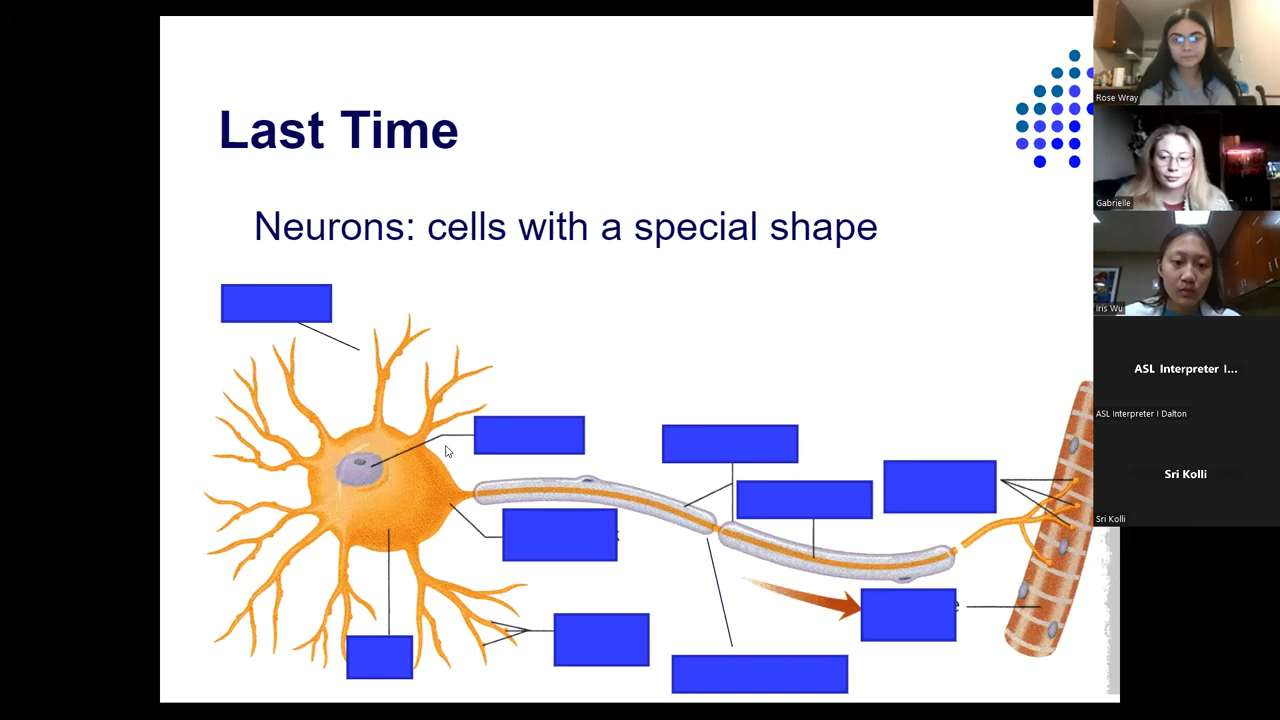 Last Time
Neurons: cells with a special shape
Rose Wray
Gabrielle
Iris Wu
ASL Interpreter I...
ASL Interpreter I Dalton
Sri Kolli
Sri Kolli